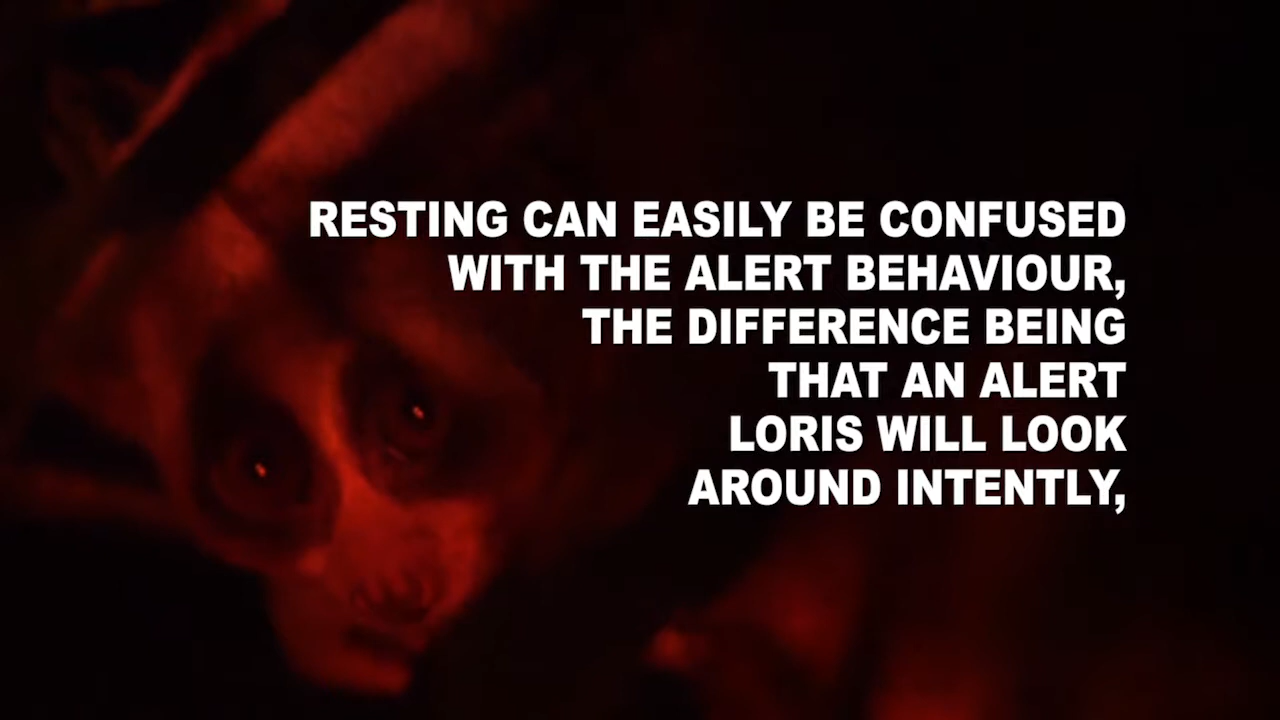 RESTING CAN EASILY BE CONFUSED
WITH THE ALERT BEHAVIOUR,
THE DIFFERENCE BEING
THAT AN ALERT
LORIS WILL LOOK
AROUND INTENTLY,